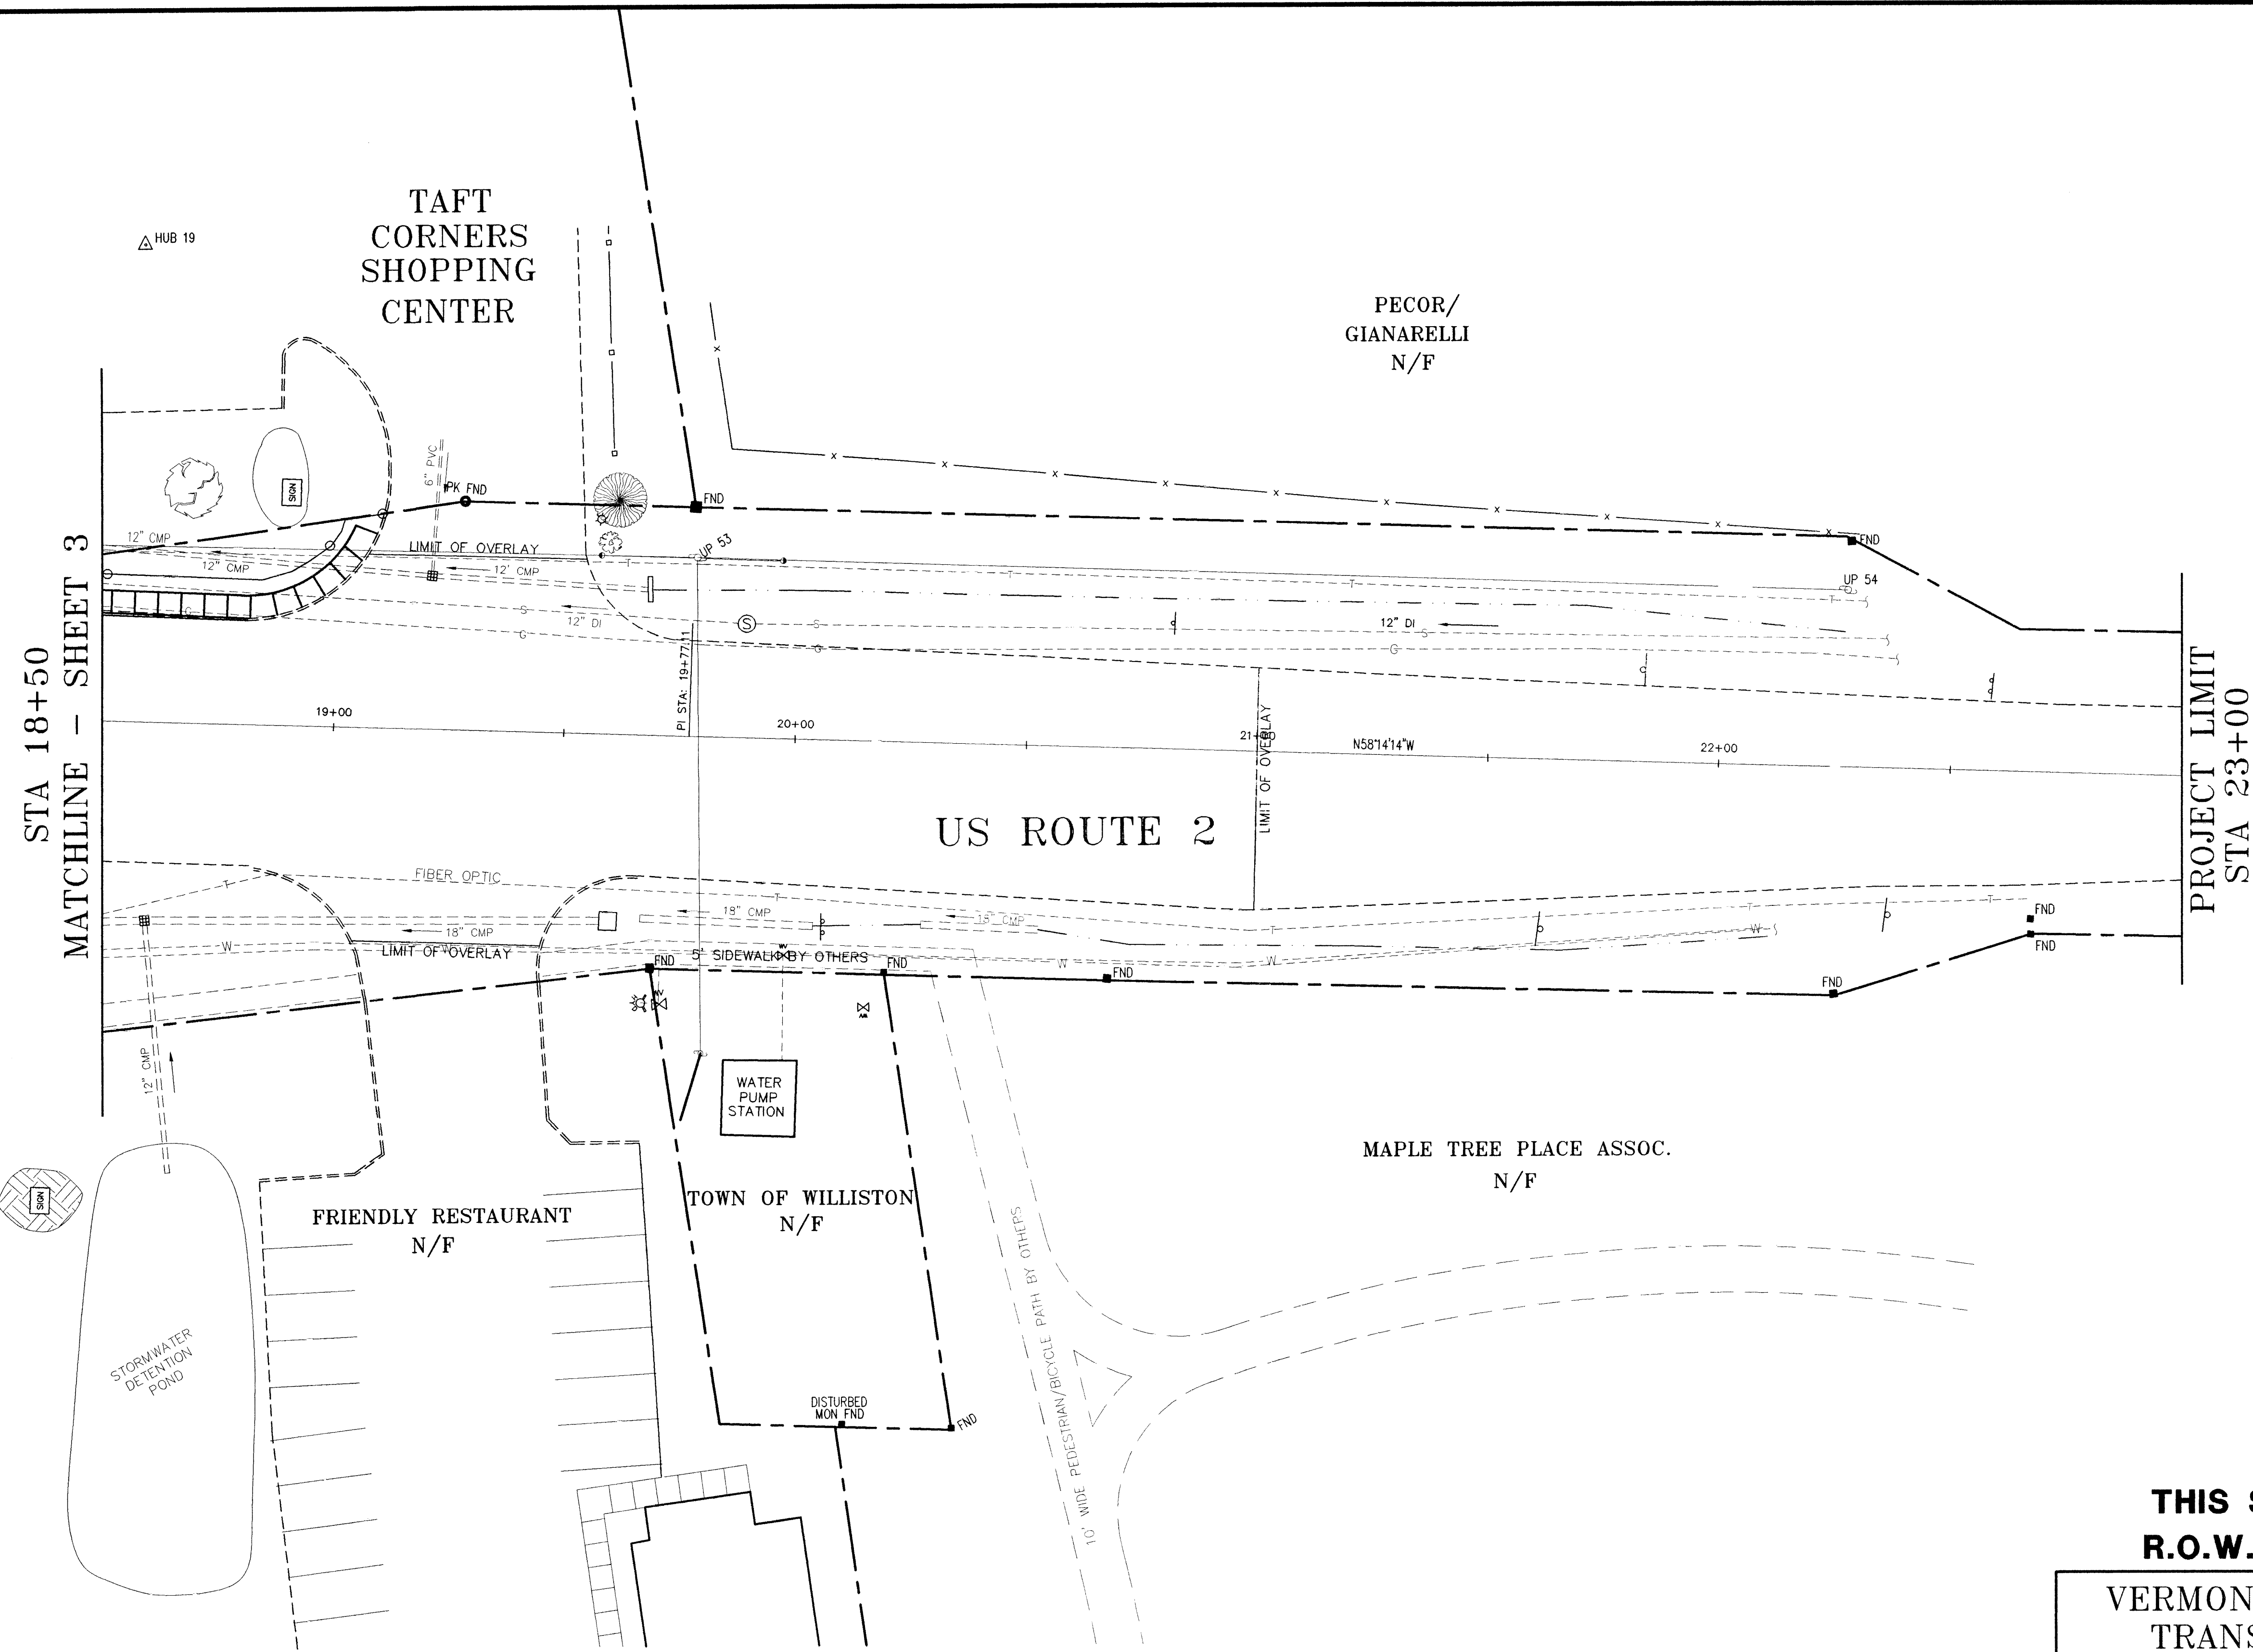 TAFT
CORNERS
SHOPPING
CENTER
HUB 19
PECOR/
GIANARELLI
N/F
SIGN
6" PVC
PK FND
FND
12" CMP
LIMIT OF OVERLAY
12" CMP
12' CMP
UP 53
T
T
T
T
FND
UP 54
STA 18+50
MATCHLINE - SHEET 3
G
S
12" DI
G
S
S
G
12" DI
S
G
PI STA: 19+77.11
19+00
20+00
21+00
LIMIT OF OVERLAY
N58°14'14"W
22+00
PROJECT LIMIT
STA 23+00
US ROUTE 2
FIBER OPTIC
T
T
T
T
T
18" CMP
18" CMP
18" CMP
W
W
LIMIT OF OVERLAY
FND
5' SIDEWALK BY OTHERS
WV
FND
W
W
W
FND
FND
FND
FND
WV
WV
12" CMP
WATER
PUMP
STATION
SIGN
FRIENDLY RESTAURANT
N/F
TOWN OF WILLISTON
N/F
MAPLE TREE PLACE ASSOC.
N/F
10' WIDE PEDESTRIAN/BICYCLE PATH BY OTHERS
STORMWATER
DETENTION
POND
DISTURBED
MON FND
FND
THIS S
R.O.W.
VERMON
TRANS